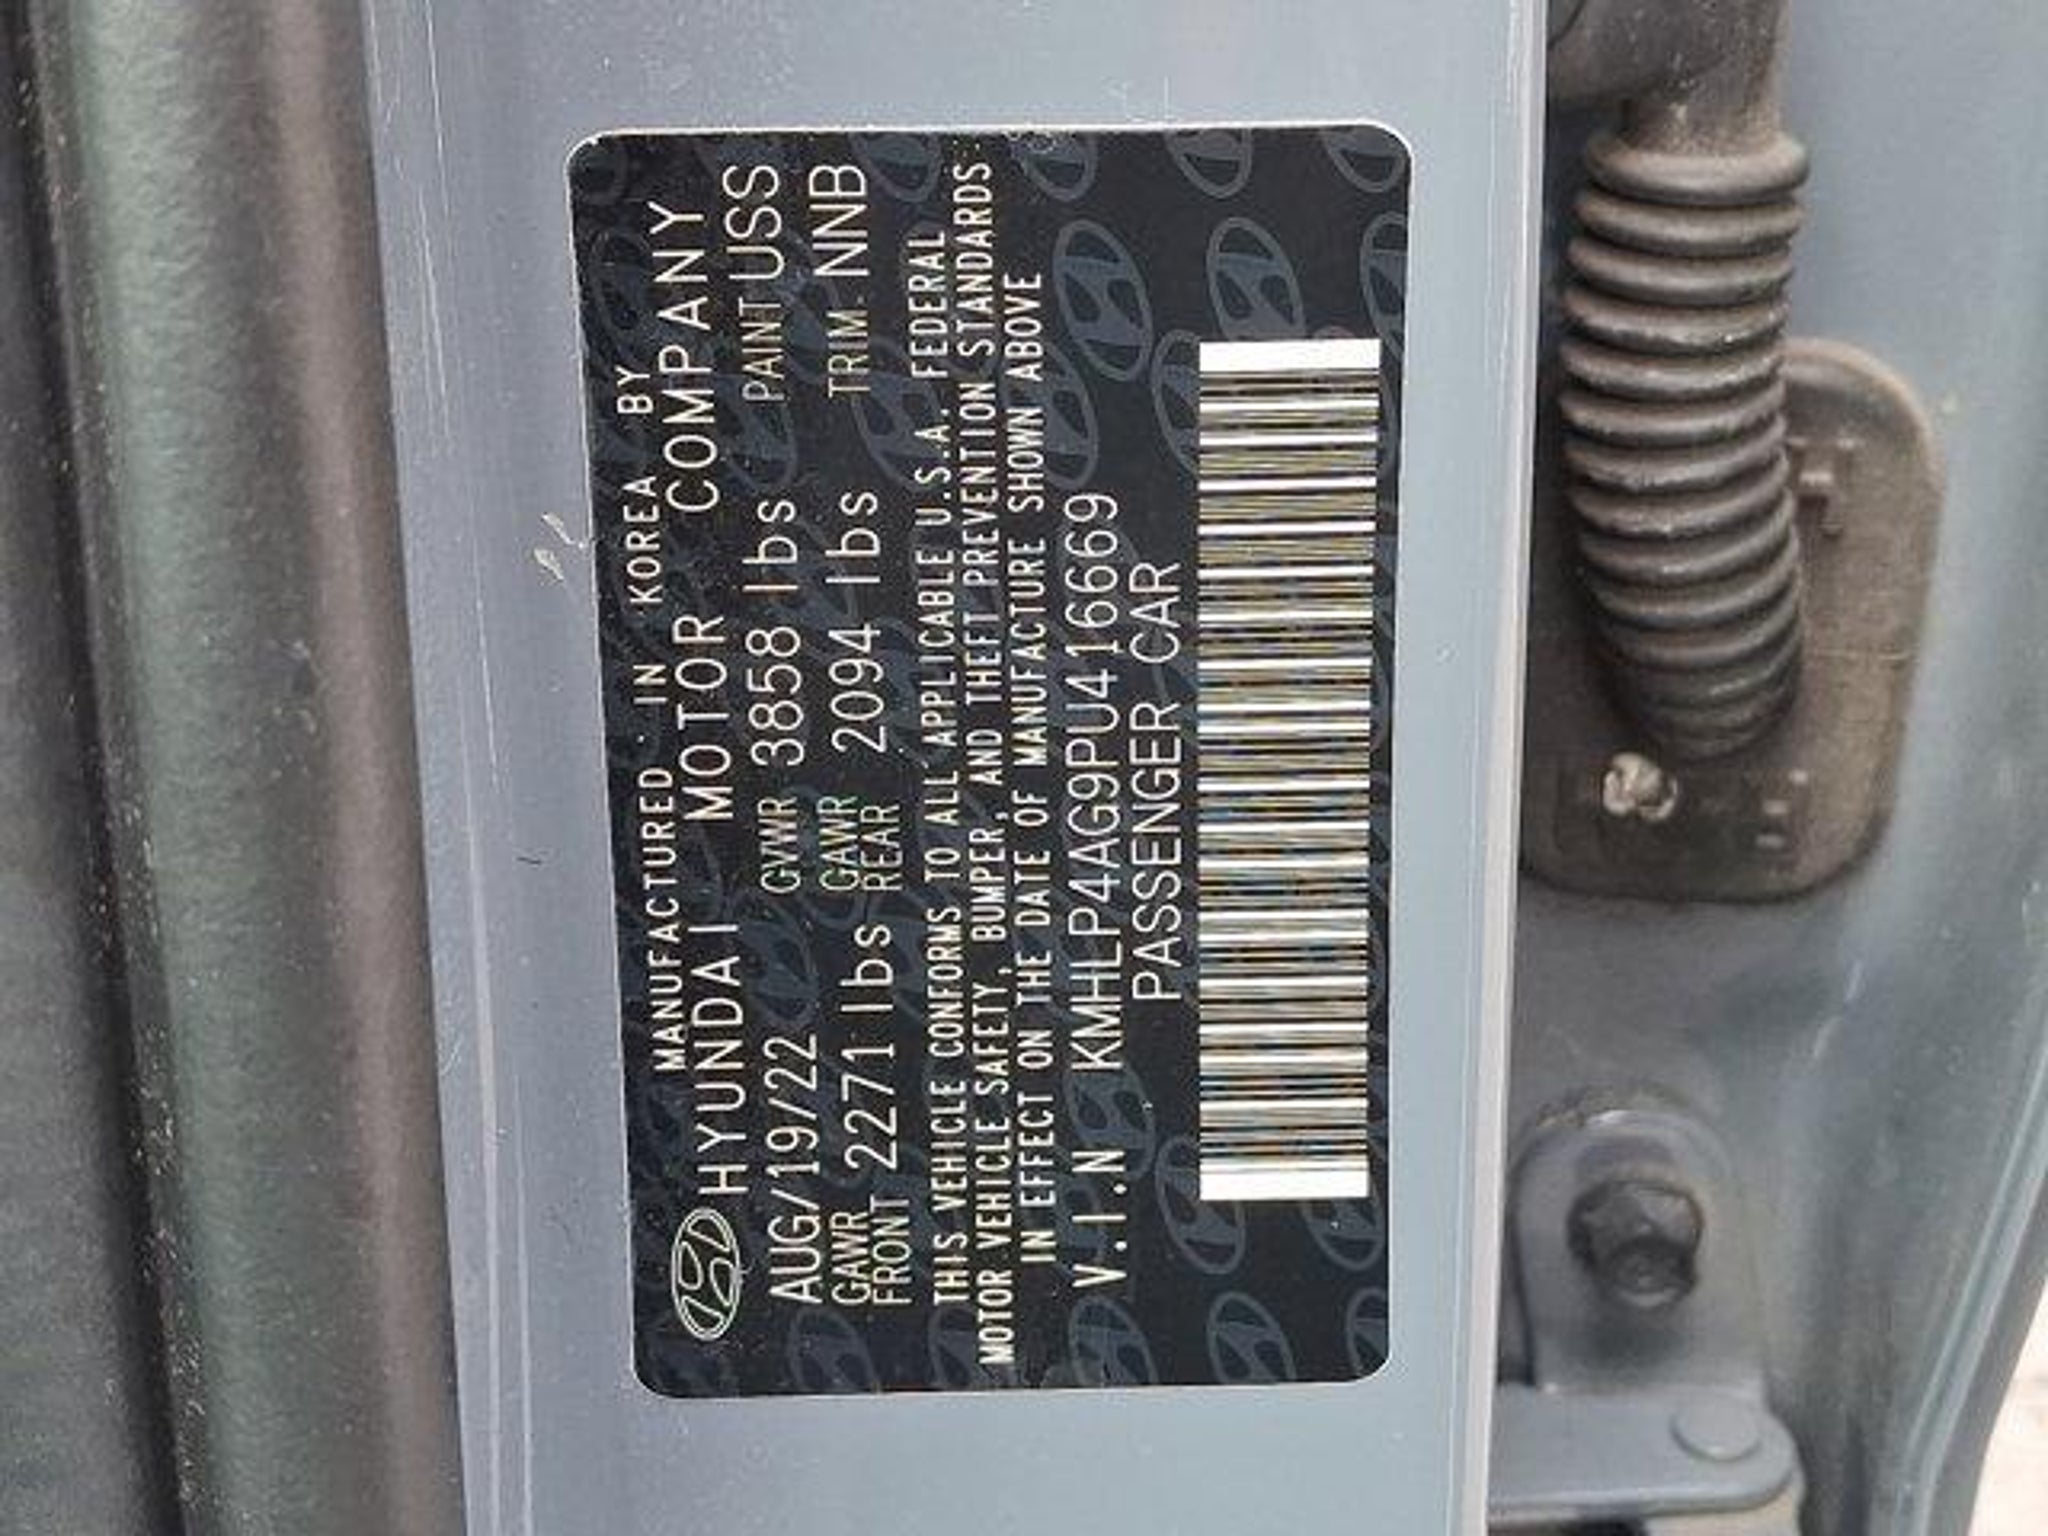 MANUFACTURED IN KOREA BY
HYUNDAI MOTOR COMPANY
AUG/19/22 GVWR 3858 lbs PAINT USS
GAWR FRONT 2271 lbs GAWR REAR 2094 lbs TRIM NNB
THIS VEHICLE CONFORMS TO ALL APPLICABLE U.S.A. FEDERAL
MOTOR VEHICLE SAFETY, BUMPER, AND THEFT PREVENTION STANDARDS
IN EFFECT ON THE DATE OF MANUFACTURE SHOWN ABOVE
V.I.N KMHLP4AG9PU416669
PASSENGER CAR